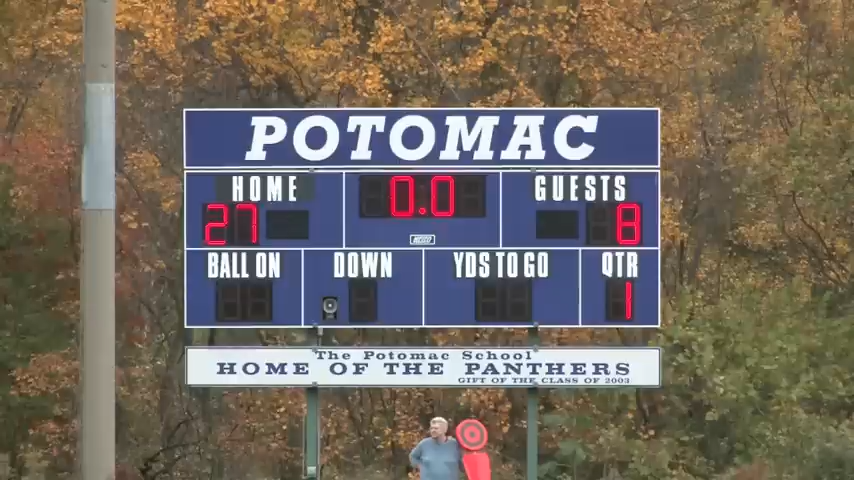 POTOMAC
HOME 0.0 GUESTS
27 8
BALL ON DOWN YDS TO GO QTR
1
The Potomac School
HOME OF THE PANTHERS
GIFT OF THE CLASS OF 2003